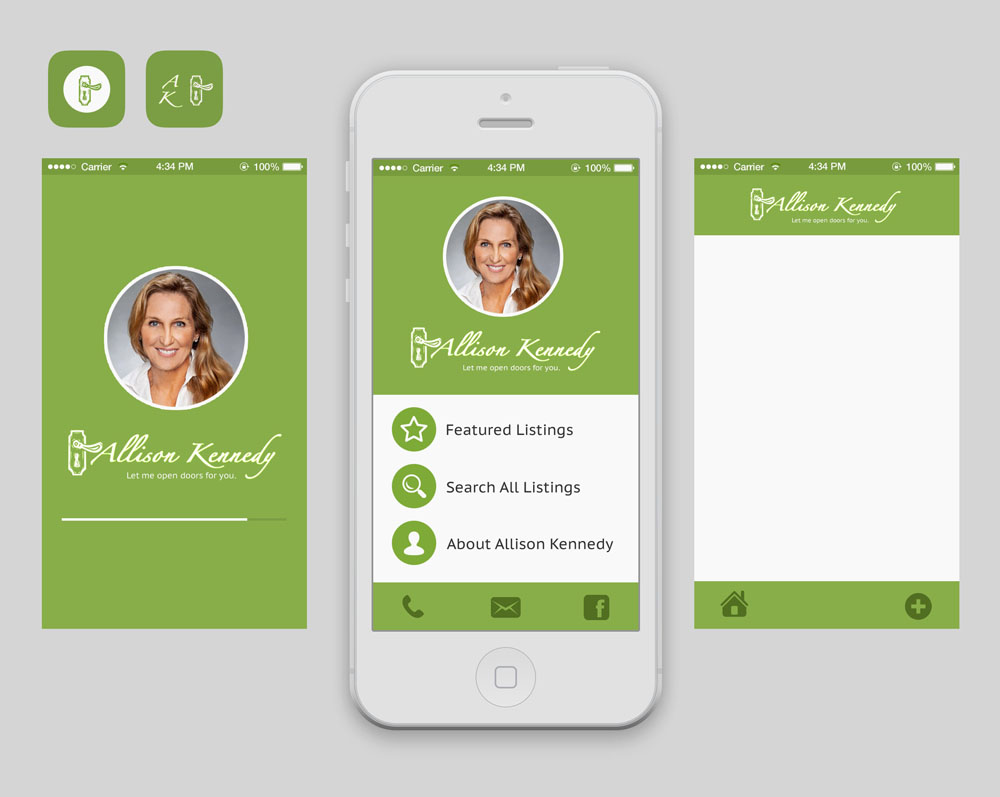 A
K
Carrier 4:34 PM 100%
Allison Kennedy
Let me open doors for you.
Carrier 4:34 PM 100%
Allison Kennedy
Let me open doors for you.
Featured Listings
Search All Listings
About Allison Kennedy
f
Carrier 4:34 PM 100%
Allison Kennedy
Let me open doors for you.